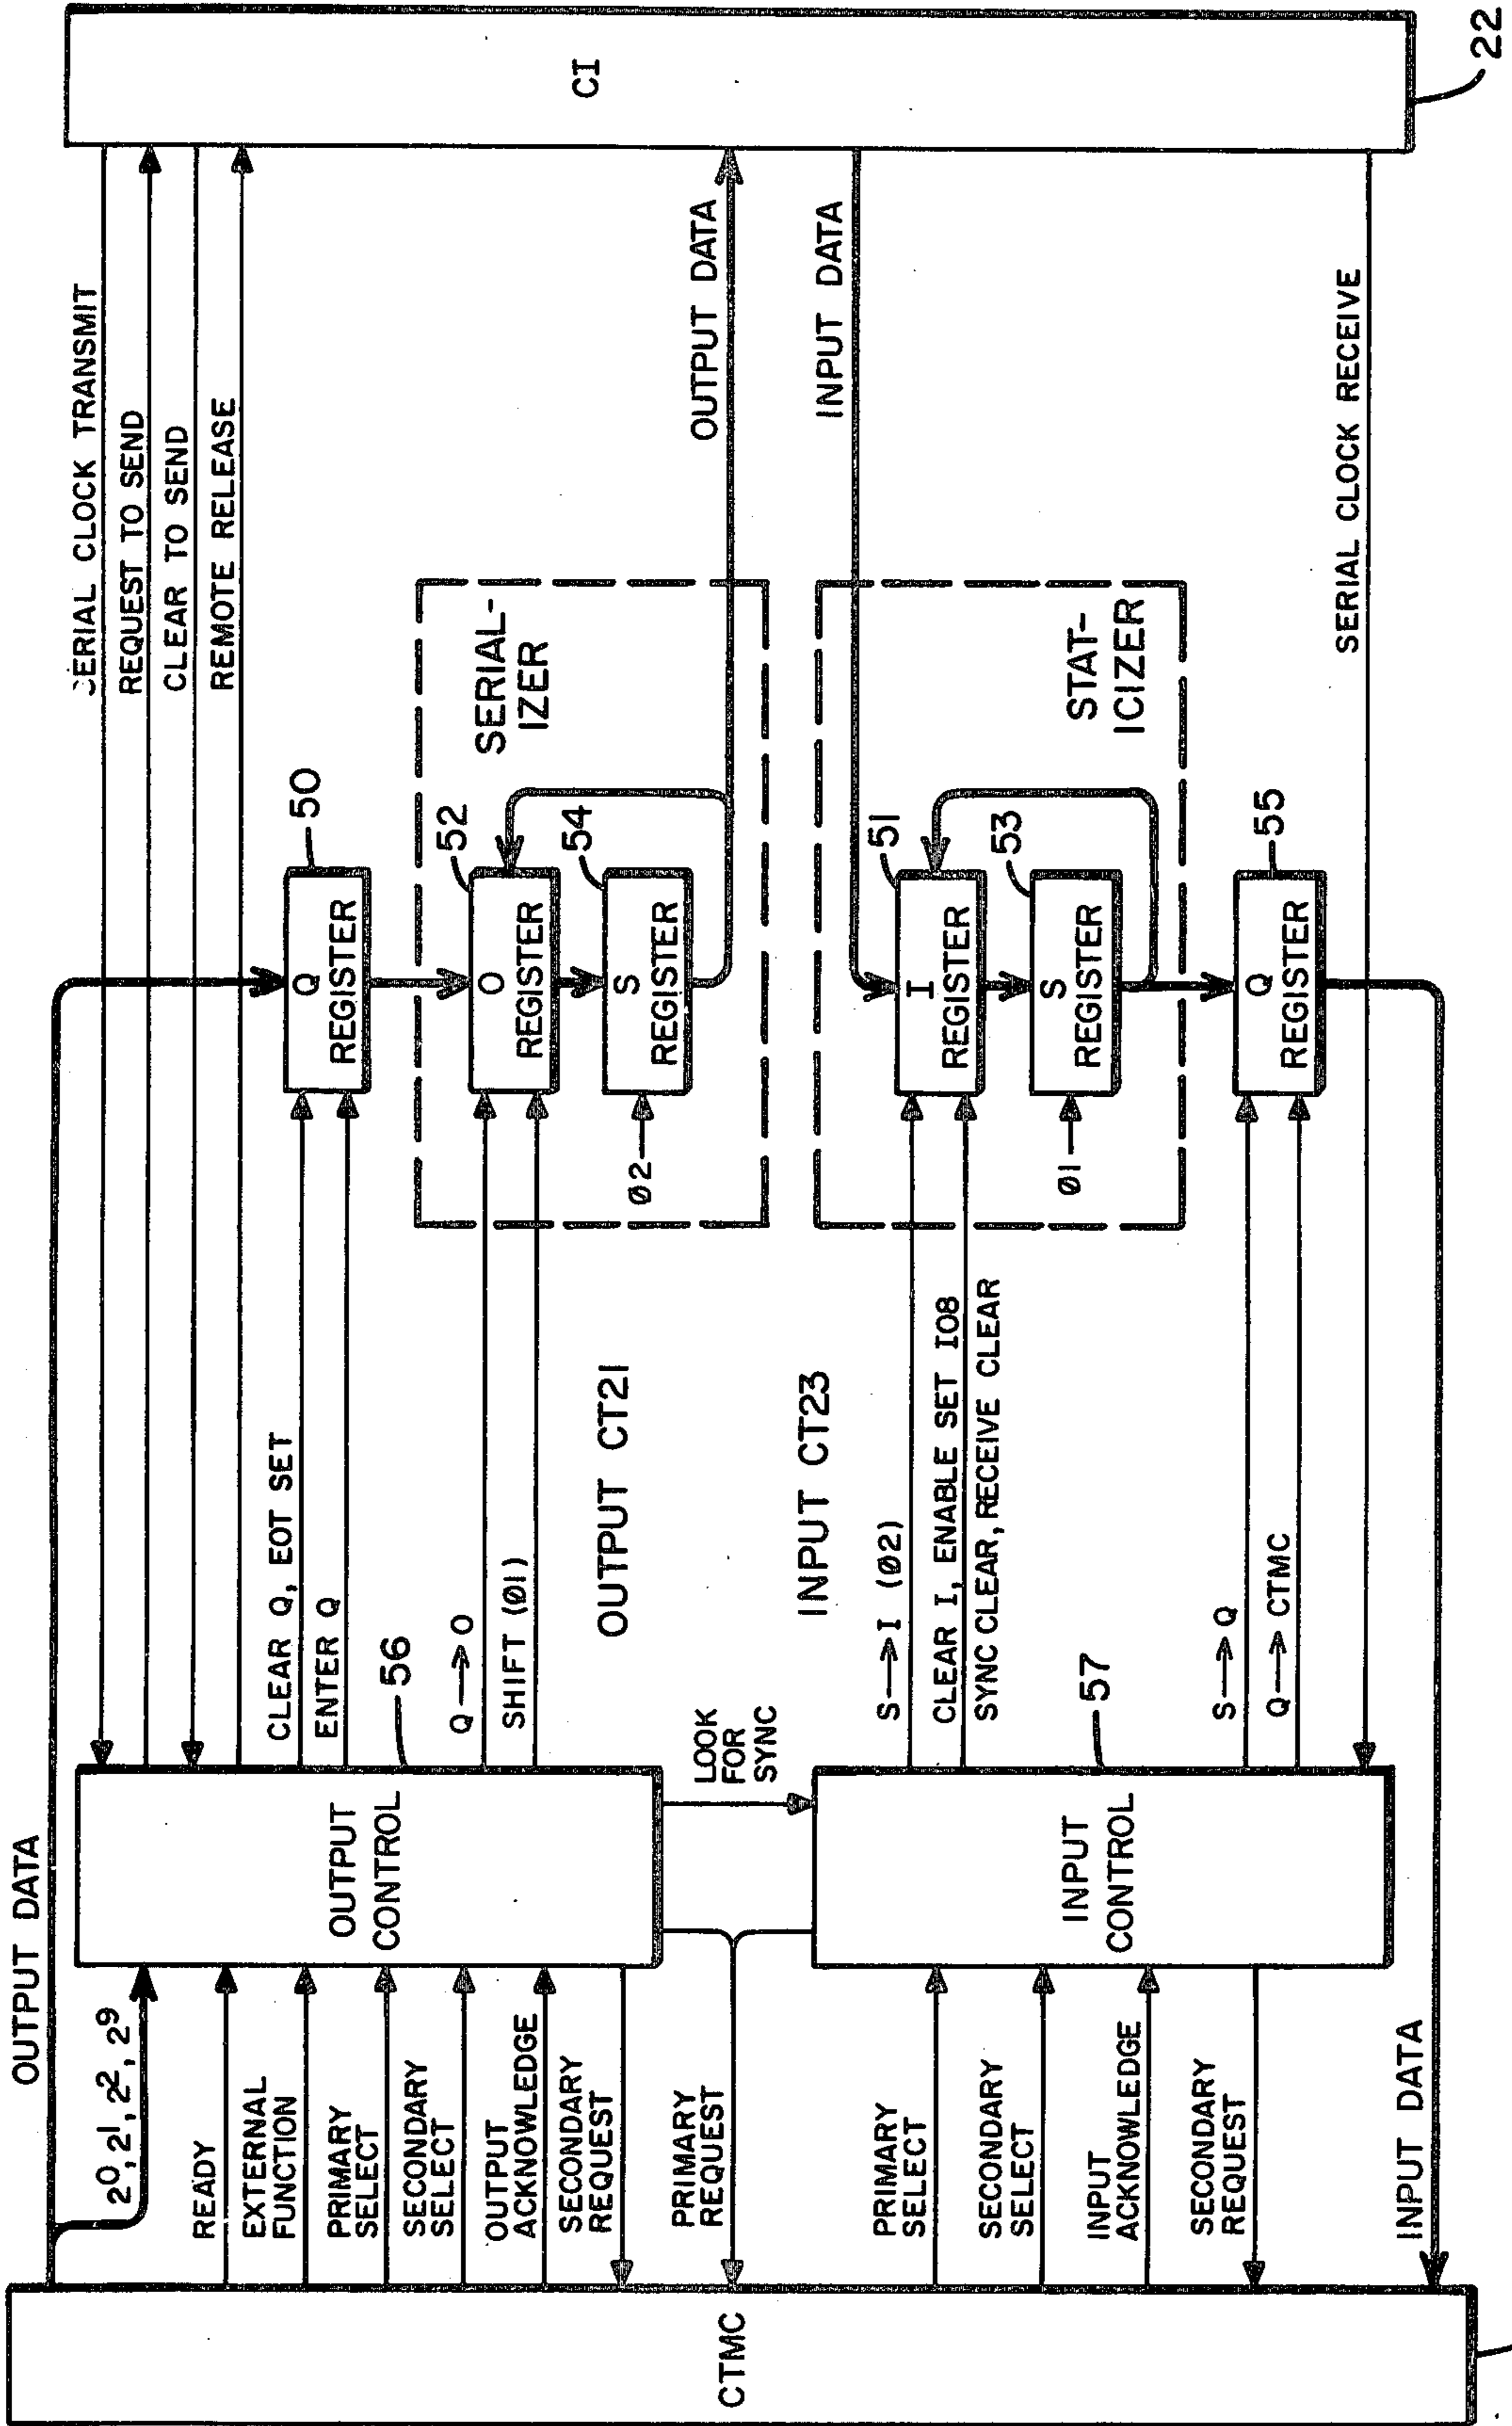 OUTPUT DATA
2⁰, 2¹, 2², 2⁹
READY
EXTERNAL
FUNCTION
PRIMARY
SELECT
SECONDARY
SELECT
OUTPUT
ACKNOWLEDGE
SECONDARY
REQUEST
PRIMARY
REQUEST
PRIMARY
SELECT
SECONDARY
SELECT
INPUT
ACKNOWLEDGE
SECONDARY
REQUEST
INPUT DATA
CTMC
OUTPUT
CONTROL
56
LOOK
FOR
SYNC
INPUT
CONTROL
57
CLEAR Q, EOT SET
ENTER Q
Q→O
SHIFT (Ø1)
OUTPUT CT21
INPUT CT23
S→I (Ø2)
CLEAR I, ENABLE SET I08
SYNC CLEAR, RECEIVE CLEAR
S→Q
Q→CTMC
Q
REGISTER
50
O
REGISTER
52
S
REGISTER
54
Ø2
SERIAL-
IZER
I
REGISTER
51
S
REGISTER
53
Ø1
STAT-
ICIZER
Q
REGISTER
55
SERIAL CLOCK TRANSMIT
REQUEST TO SEND
CLEAR TO SEND
REMOTE RELEASE
OUTPUT DATA
INPUT DATA
SERIAL CLOCK RECEIVE
CI
22